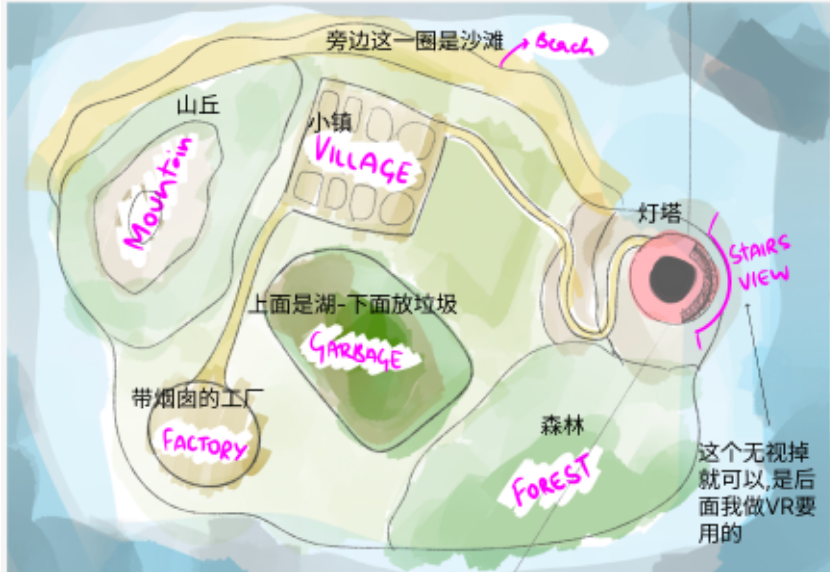 旁边这一圈是沙滩
Beach
山丘
Mountain
小镇
VILLAGE
灯塔
STAIRS
VIEW
上面是湖-下面放垃圾
GARBAGE
带烟囱的工厂
FACTORY
森林
FOREST
这个无视掉
就可以,是后
面我做VR要
用的